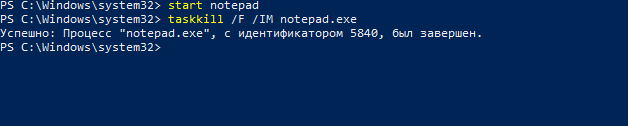 PS C:\Windows\system32> start notepad
PS C:\Windows\system32> taskkill /F /IM notepad.exe
Успешно: Процесс "notepad.exe", с идентификатором 5840, был завершен.
PS C:\Windows\system32>